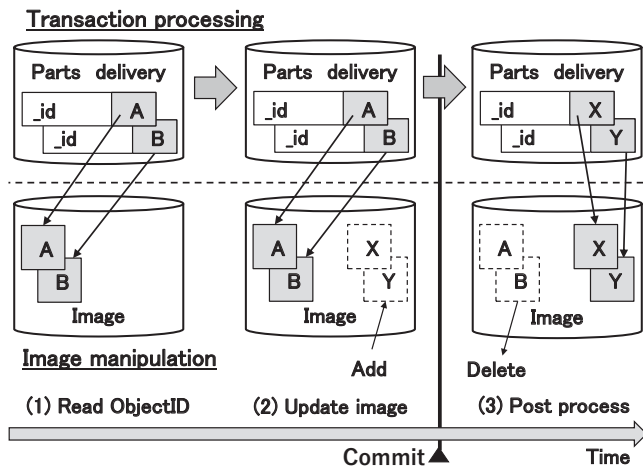 Transaction processing
Parts delivery
_id A
_id B
Parts delivery
_id A
_id B
Parts delivery
_id X
_id Y
A
B
Image
A
B
X
Y
Image
A
B
X
Y
Image
Image manipulation
Add
Delete
(1) Read ObjectID
(2) Update image
(3) Post process
Commit
Time